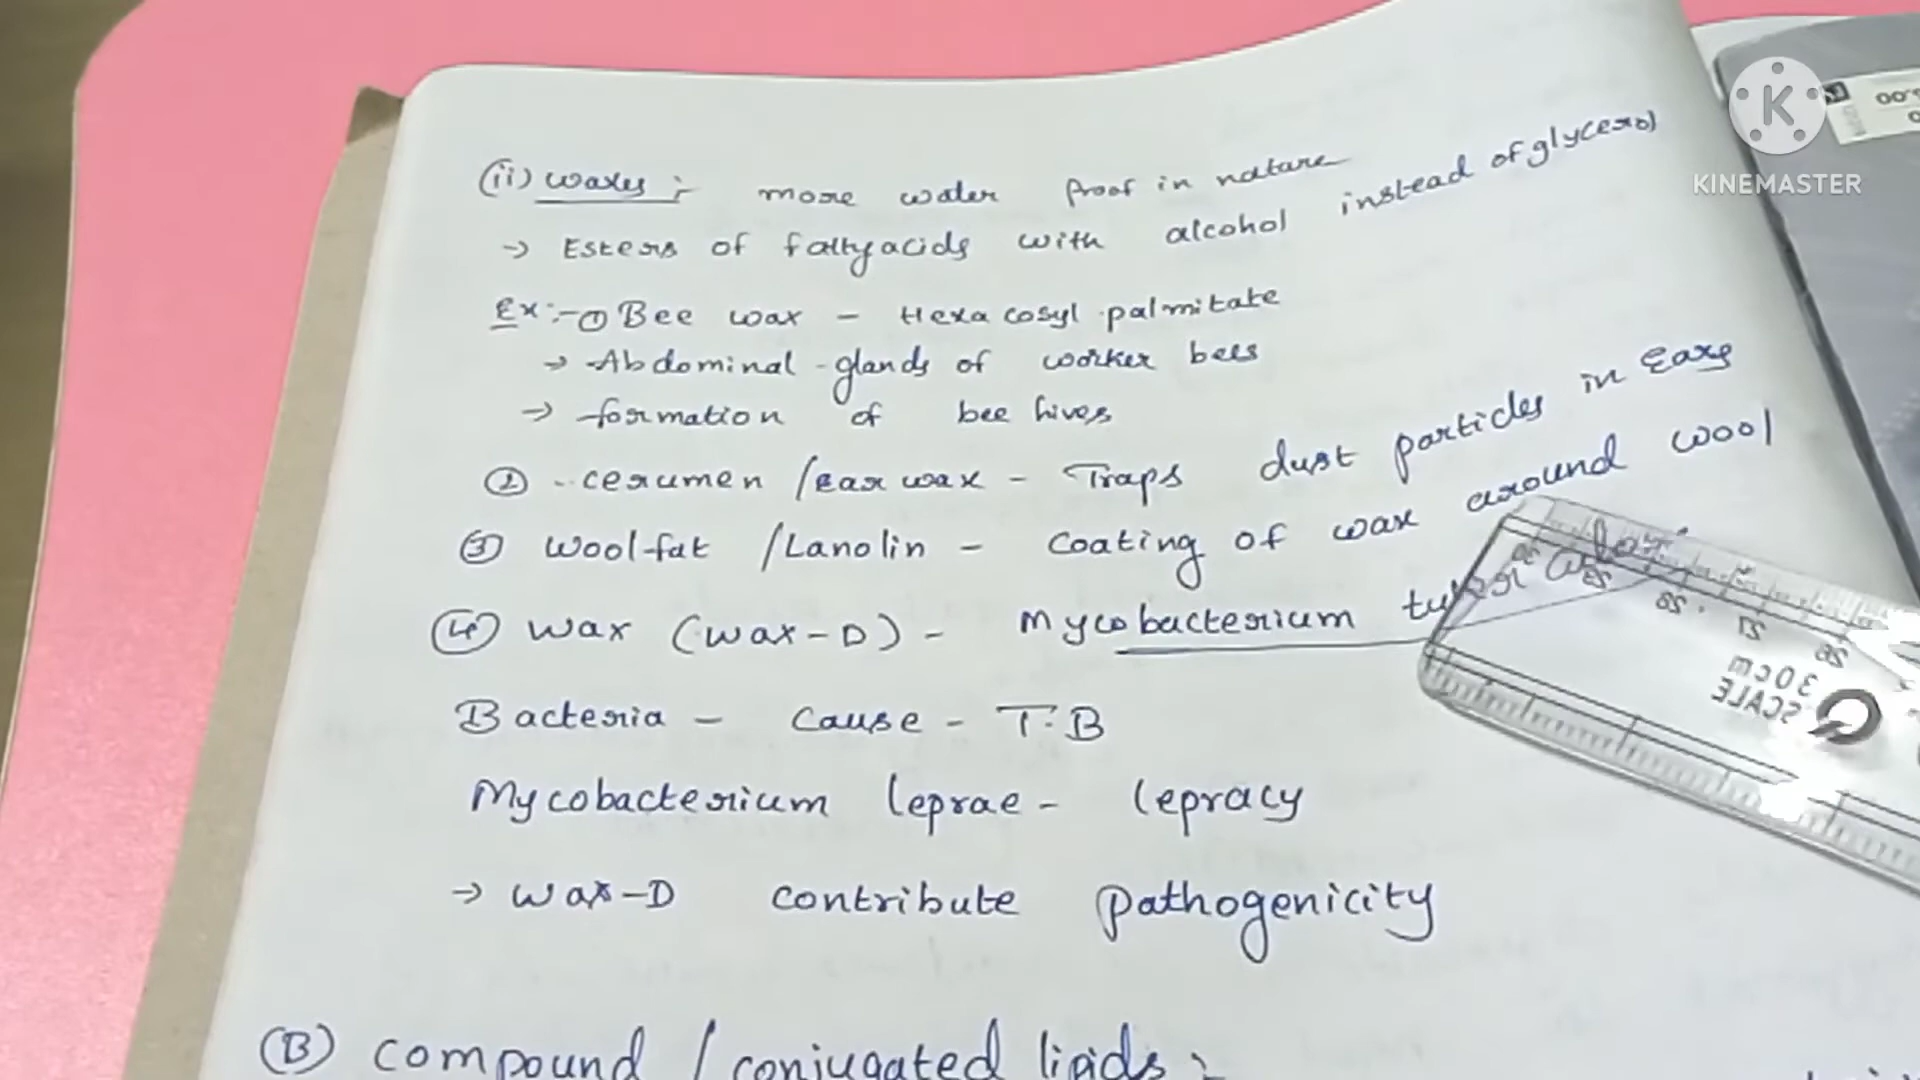 (ii) waxes :- more water proof in nature
→ Esters of fattyacids with alcohol instead of glycerol
Ex:- ① Bee wax - Hexa cosyl palmitate
→ Abdominal glands of worker bees
→ formation of bee hives
② cerumen / ear wax - Traps dust particles in Ears
③ wool-fat / Lanolin - coating of wax around wool
④ wax (wax-D) - Mycobacterium
Bacteria - cause - T.B
Mycobacterium leprae - lepracy
→ wax-D contribute pathogenicity
(B) compound / conjugated lipids :
K
KINEMASTER
30cm
SCALE